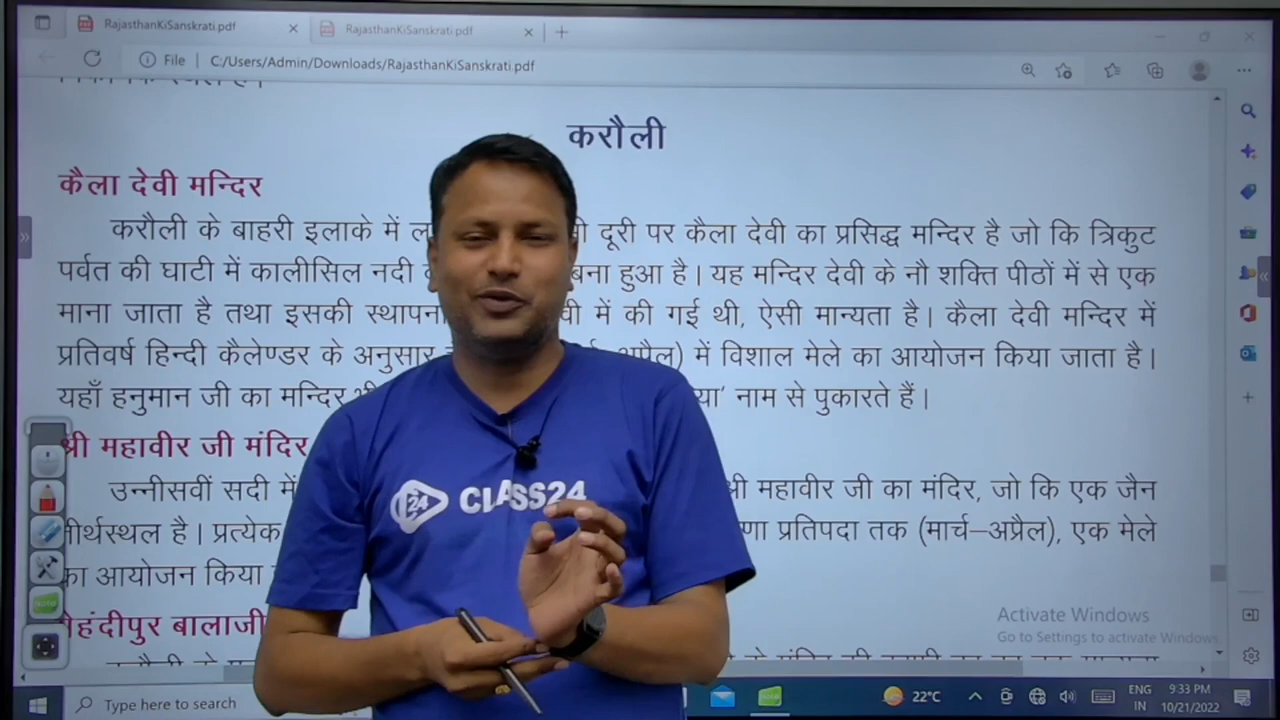 RajasthanKiSanskrati.pdf
RajasthanKiSanskrati.pdf
File
C:/Users/Admin/Downloads/RajasthanKiSanskrati.pdf
करौली
कैला देवी मन्दिर
करौली के बाहरी इलाके में दूरी पर कैला देवी का प्रसिद्ध मन्दिर है जो कि त्रिकुट
पर्वत की घाटी में कालीसिल नदी बना हुआ है। यह मन्दिर देवी के नौ शक्ति पीठों में से एक
माना जाता है तथा इसकी स्थापना में की गई थी, ऐसी मान्यता है। कैला देवी मन्दिर में
प्रतिवर्ष हिन्दी कैलेण्डर के अनुसार अप्रैल) में विशाल मेले का आयोजन किया जाता है।
यहाँ हनुमान जी का मन्दिर या' नाम से पुकारते हैं।
श्री महावीर जी मंदिर
उन्नीसवीं सदी में श्री महावीर जी का मंदिर, जो कि एक जैन
तीर्थस्थल है। प्रत्येक प्रतिपदा तक (मार्च–अप्रैल), एक मेले
का आयोजन किया
मेहंदीपुर बालाजी
24 CLASS24
Activate Windows
Go to Settings to activate Windows
Type here to search
22°C
ENG
IN
9:33 PM
10/21/2022